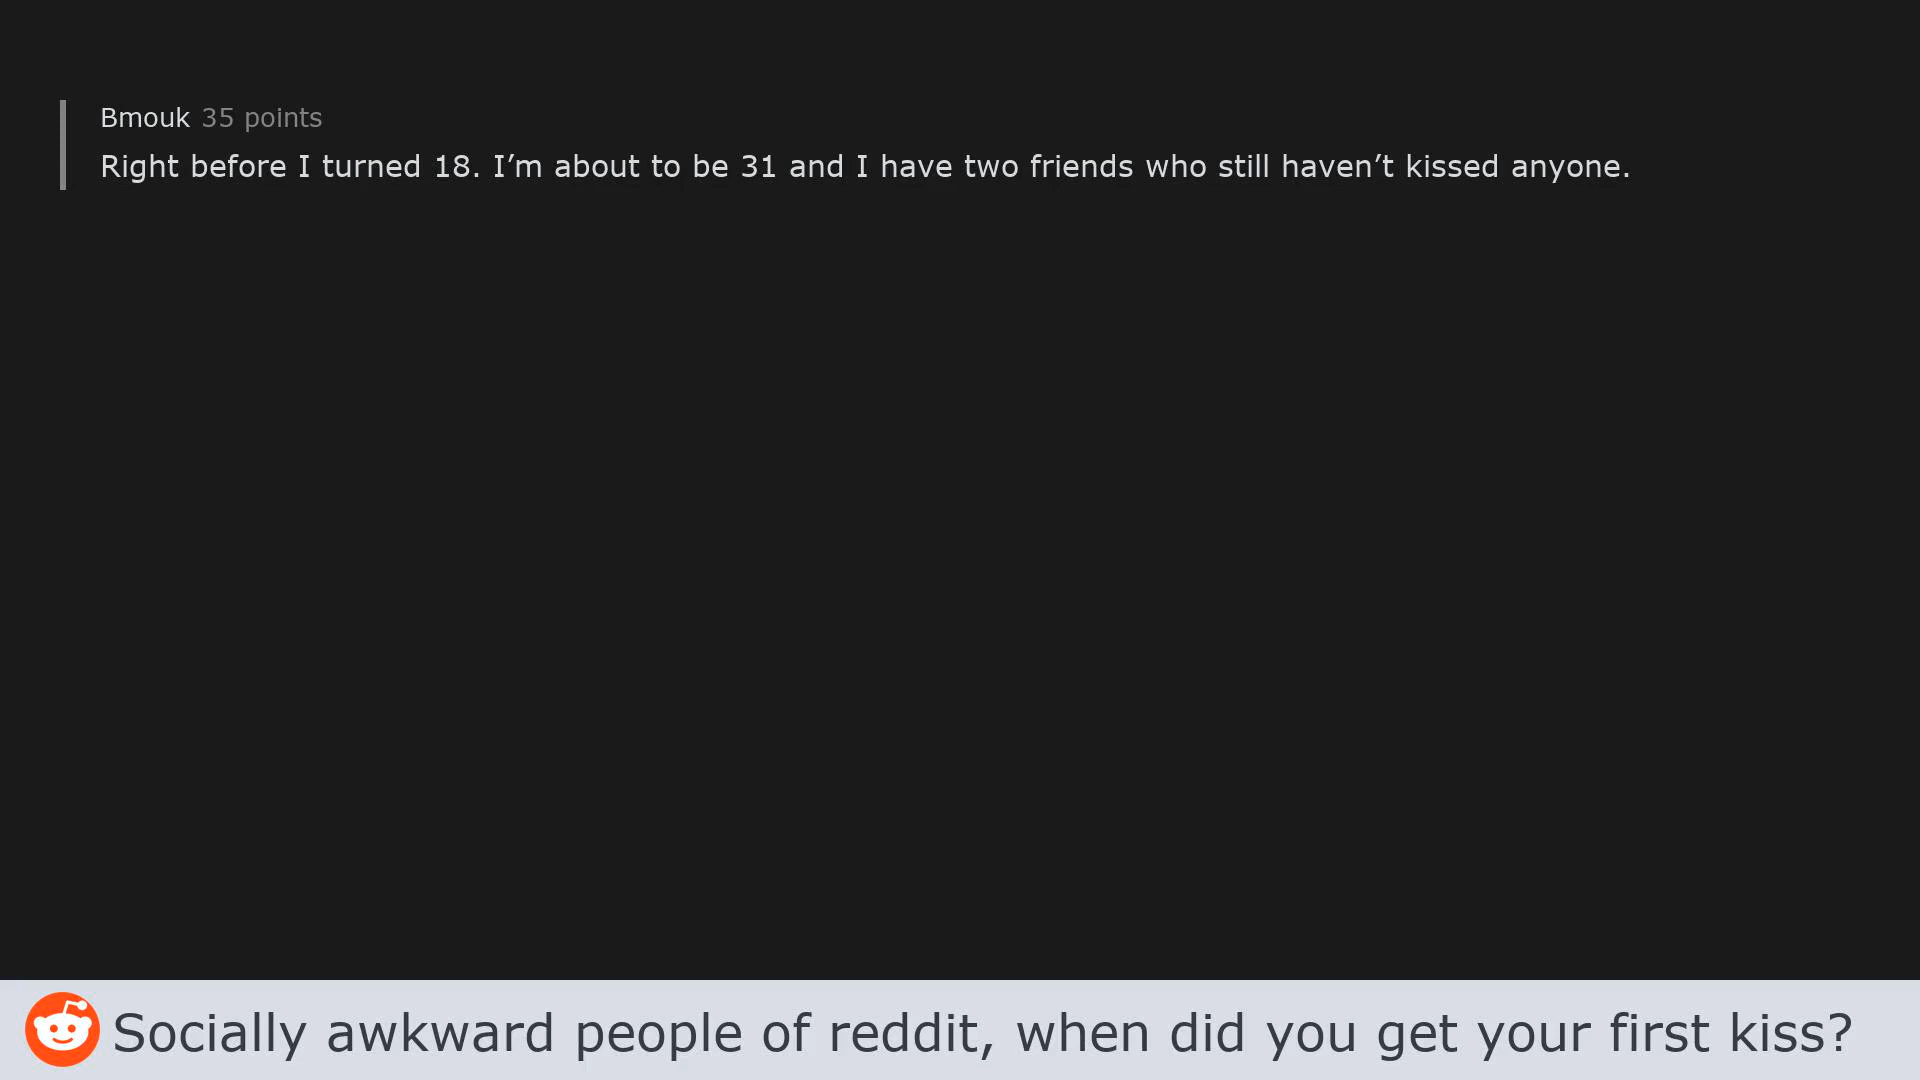 Bmouk 35 points
Right before I turned 18. I’m about to be 31 and I have two friends who still haven’t kissed anyone.
Socially awkward people of reddit, when did you get your first kiss?